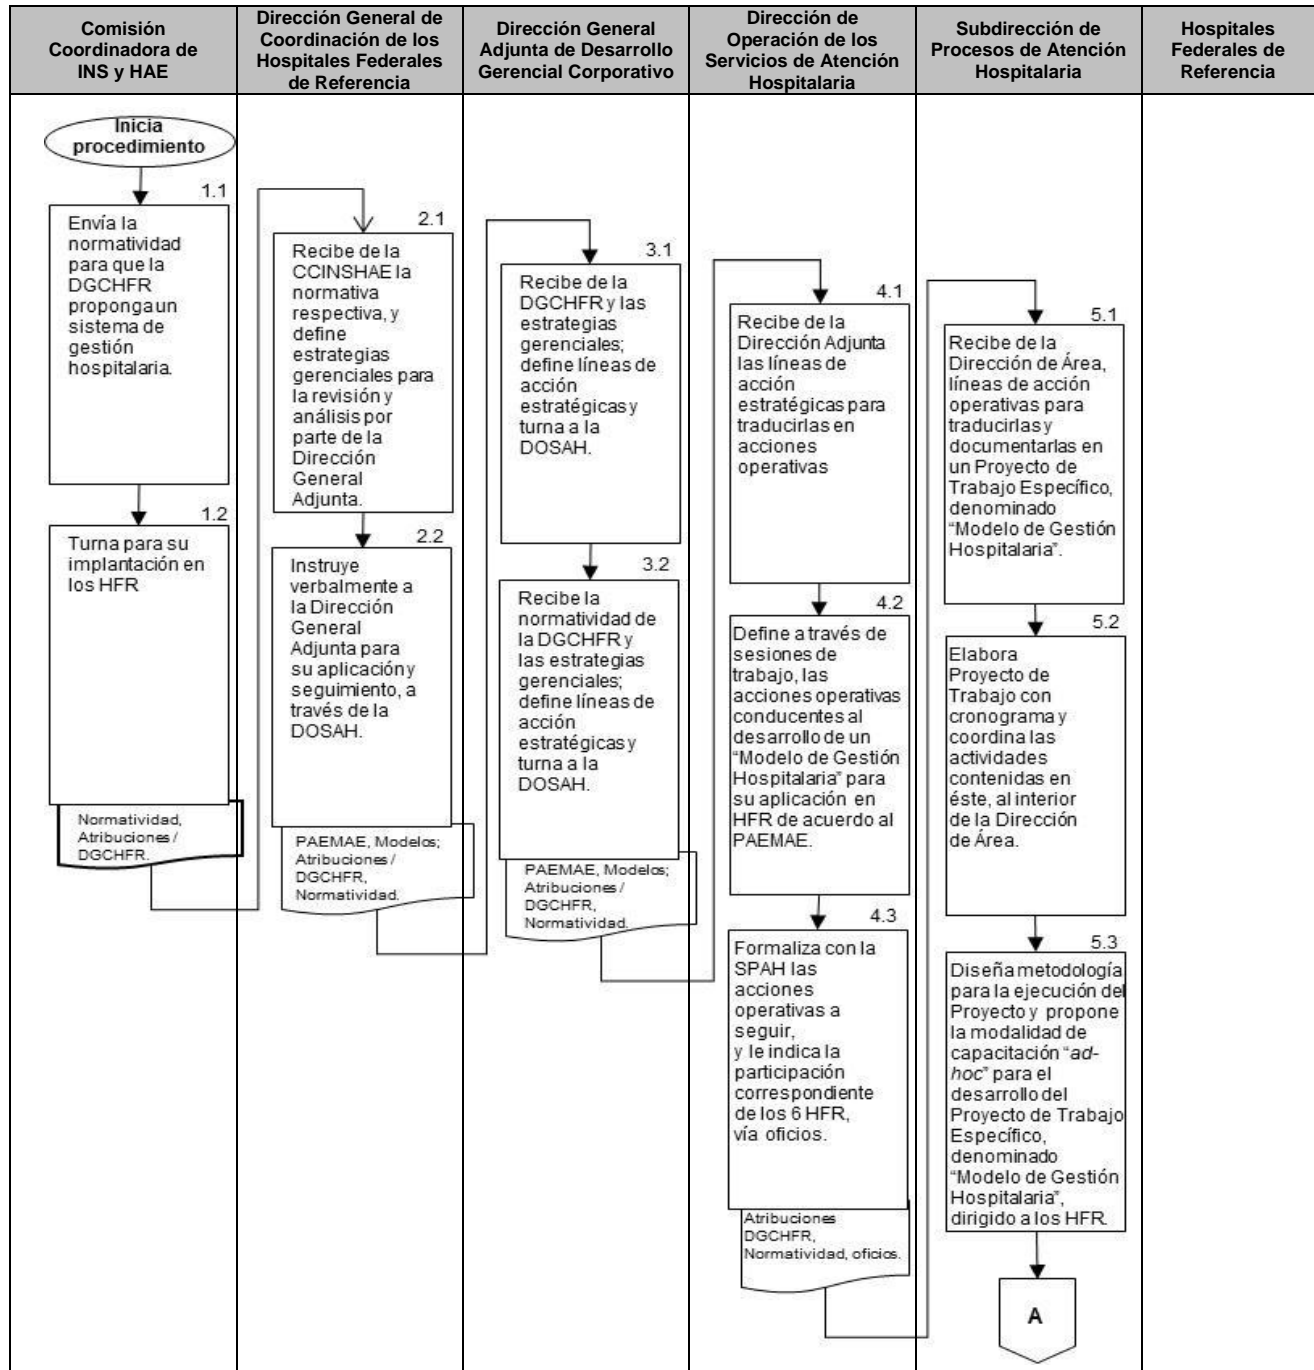 Comisión
Coordinadora de
INS y HAE
Dirección General de
Coordinación de los
Hospitales Federales
de Referencia
Dirección General
Adjunta de Desarrollo
Gerencial Corporativo
Dirección de
Operación de los
Servicios de Atención
Hospitalaria
Subdirección de
Procesos de Atención
Hospitalaria
Hospitales
Federales de
Referencia
Inicia
procedimiento
1.1
Envía la
normatividad
para que la
DGCHFR
proponga un
sistema de
gestión
hospitalaria.
1.2
Turna para su
implantación en
los HFR
Normatividad,
Atribuciones /
DGCHFR.
2.1
Recibe de la
CCINSHAE la
normativa
respectiva, y
define
estrategias
gerenciales para
la revisión y
análisis por
parte de la
Dirección
General
Adjunta.
2.2
Instruye
verbalmente a
la Dirección
General
Adjunta para
su aplicación y
seguimiento, a
través de la
DOSAH.
PAEMAE, Modelos;
Atribuciones /
DGCHFR,
Normatividad.
3.1
Recibe de la
DGCHFR y las
estrategias
gerenciales;
define líneas de
acción
estratégicas y
turna a la
DOSAH.
3.2
Recibe la
normatividad de
la DGCHFR y
las estrategias
gerenciales;
define líneas de
acción
estratégicas y
turna a la
DOSAH.
PAEMAE, Modelos;
Atribuciones /
DGCHFR,
Normatividad.
4.1
Recibe de la
Dirección Adjunta
las líneas de
acción
estratégicas para
traducirlas en
acciones
operativas
4.2
Define a través de
sesiones de
trabajo, las
acciones operativas
conducentes al
desarrollo de un
“Modelo de Gestión
Hospitalaria” para
su aplicación en
HFR de acuerdo al
PAEMAE.
4.3
Formaliza con la
SPAH las
acciones
operativas a
seguir,
y le indica la
participación
correspondiente
de los 6 HFR,
vía oficios.
Atribuciones
DGCHFR,
Normatividad, oficios.
5.1
Recibe de la
Dirección de Área,
líneas de acción
operativas para
traducirlas y
documentarlas en
un Proyecto de
Trabajo Específico,
denominado
“Modelo de Gestión
Hospitalaria”.
5.2
Elabora
Proyecto de
Trabajo con
cronograma y
coordina las
actividades
contenidas en
éste, al interior
de la Dirección
de Área.
5.3
Diseña metodología
para la ejecución del
Proyecto y propone
la modalidad de
capacitación “ad-
hoc” para el
desarrollo del
Proyecto de Trabajo
Específico,
denominado
“Modelo de Gestión
Hospitalaria”,
dirigido a los HFR.
A